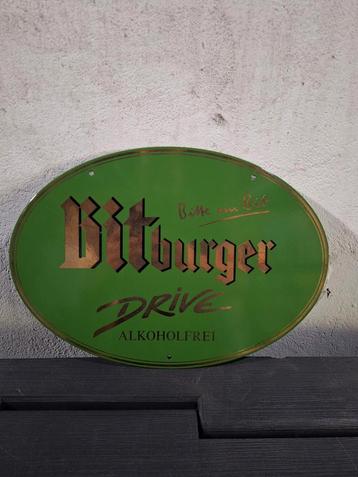 Bitte ein Bit
Bitburger
DRIVE
ALKOHOLFREI